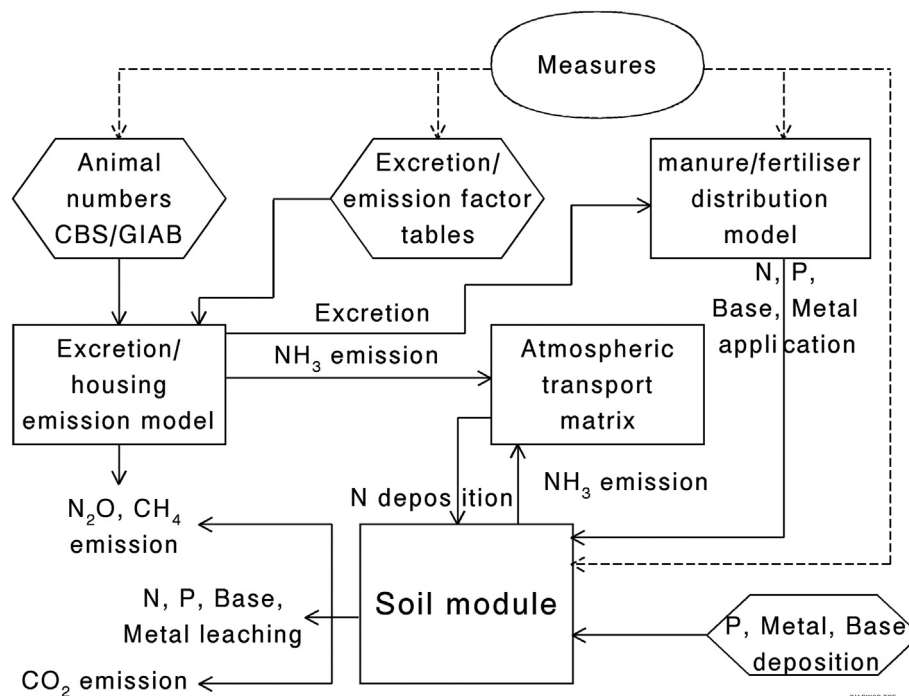 Measures
Animal
numbers
CBS/GIAB
Excretion/
emission factor
tables
manure/fertiliser
distribution
model
N, P,
Base, Metal
application
Excretion
NH₃ emission
Excretion/
housing
emission model
Atmospheric
transport
matrix
N deposition
NH₃ emission
N₂O, CH₄
emission
Soil module
N, P, Base,
Metal leaching
CO₂ emission
P, Metal, Base
deposition